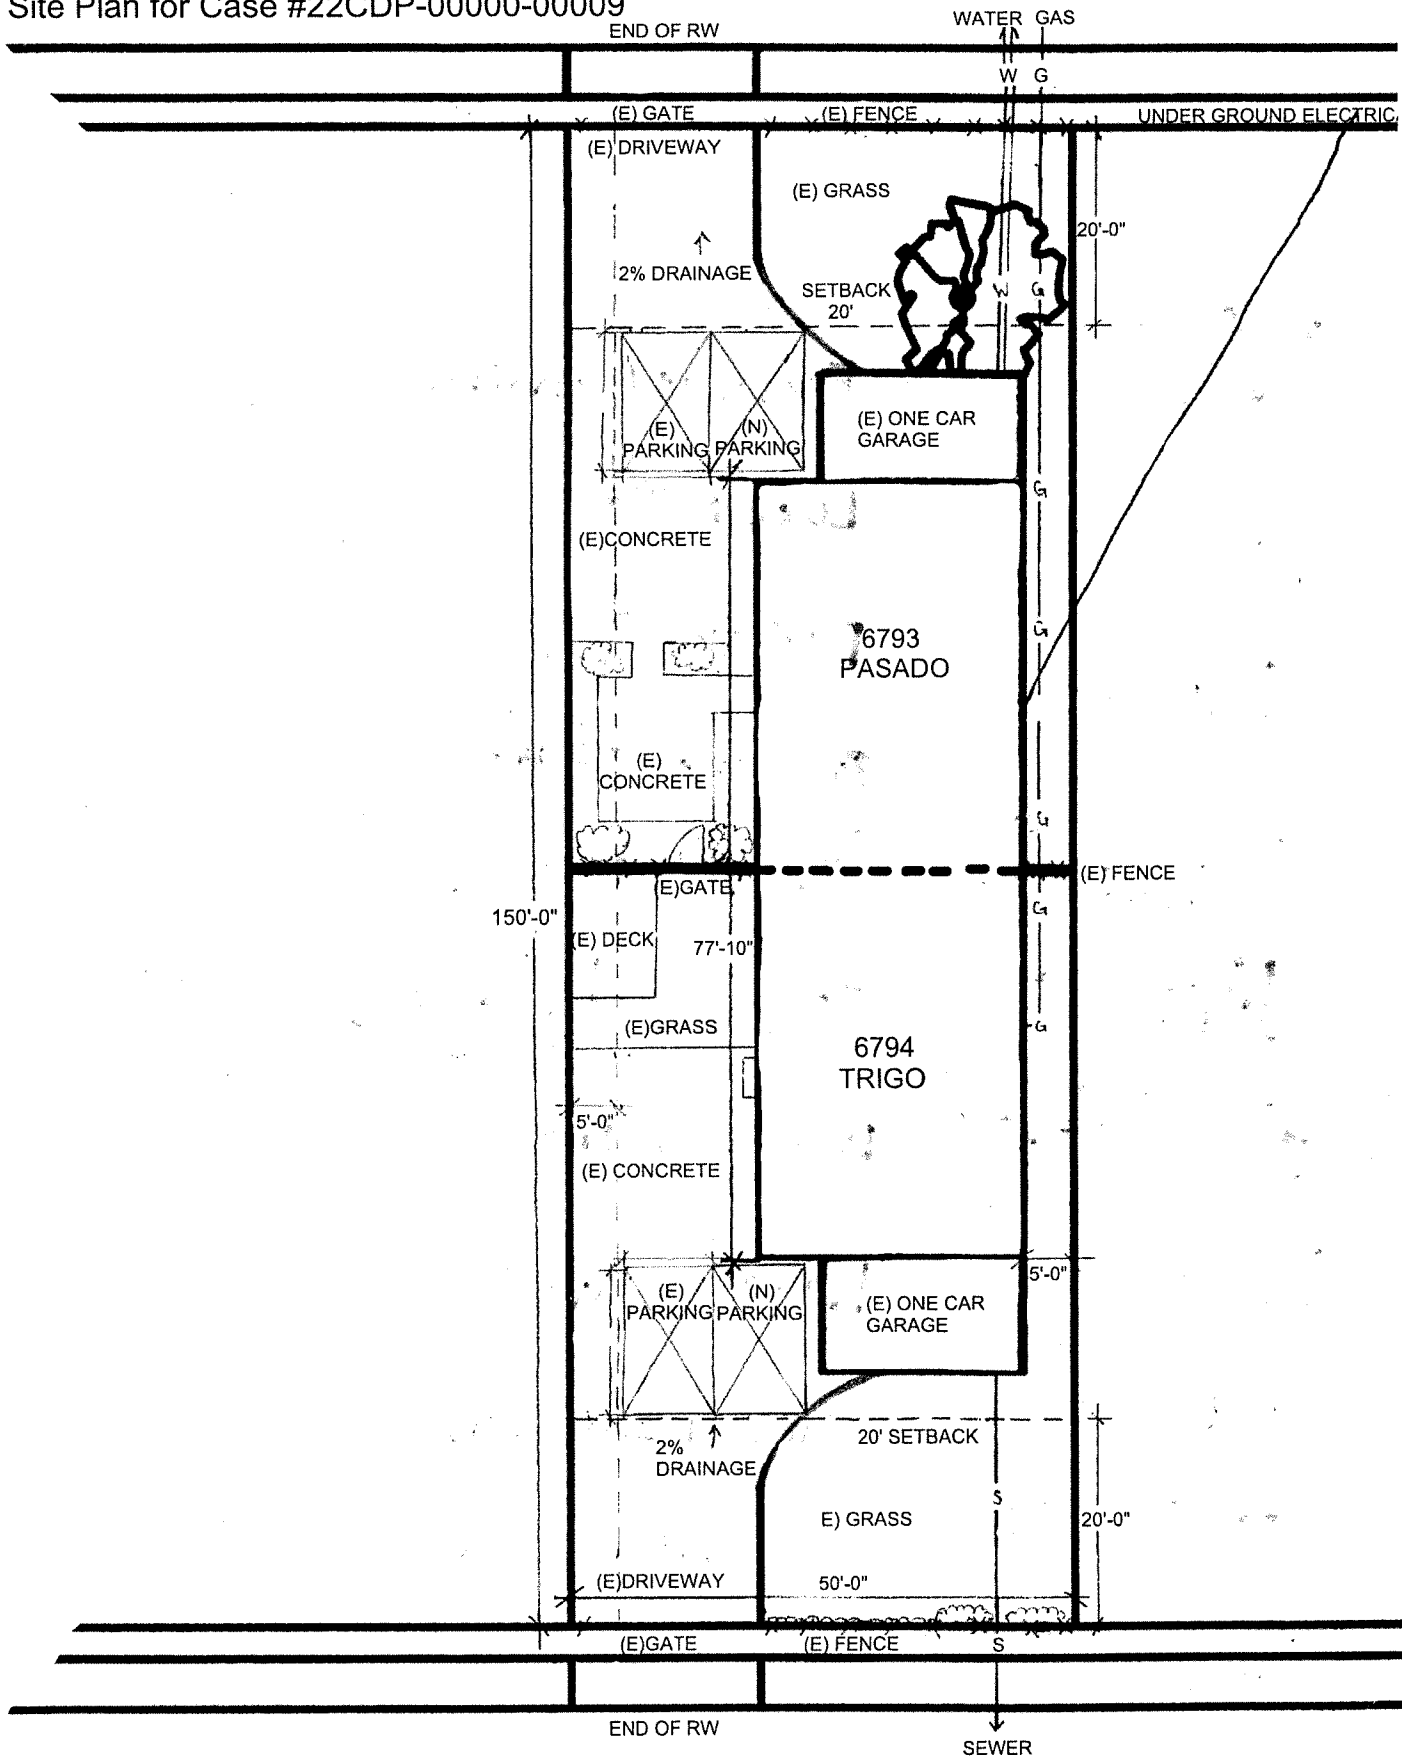 Site Plan for Case #22CDP-00000-00009
END OF RW
WATER GAS
W G
(E) GATE
(E) FENCE
UNDER GROUND ELECTRIC
(E) DRIVEWAY
(E) GRASS
20'-0"
2% DRAINAGE
SETBACK
20'
W G
(E)
PARKING
(N)
PARKING
(E) ONE CAR
GARAGE
G
(E)CONCRETE
G
6793
PASADO
(E)
CONCRETE
G
(E)GATE
(E) FENCE
G
150'-0"
(E) DECK
77'-10"
(E)GRASS
G
6794
TRIGO
5'-0"
(E) CONCRETE
5'-0"
(E)
PARKING
(N)
PARKING
(E) ONE CAR
GARAGE
2%
DRAINAGE
20' SETBACK
S
E) GRASS
20'-0"
(E)DRIVEWAY
50'-0"
(E)GATE
(E) FENCE
S
END OF RW
SEWER